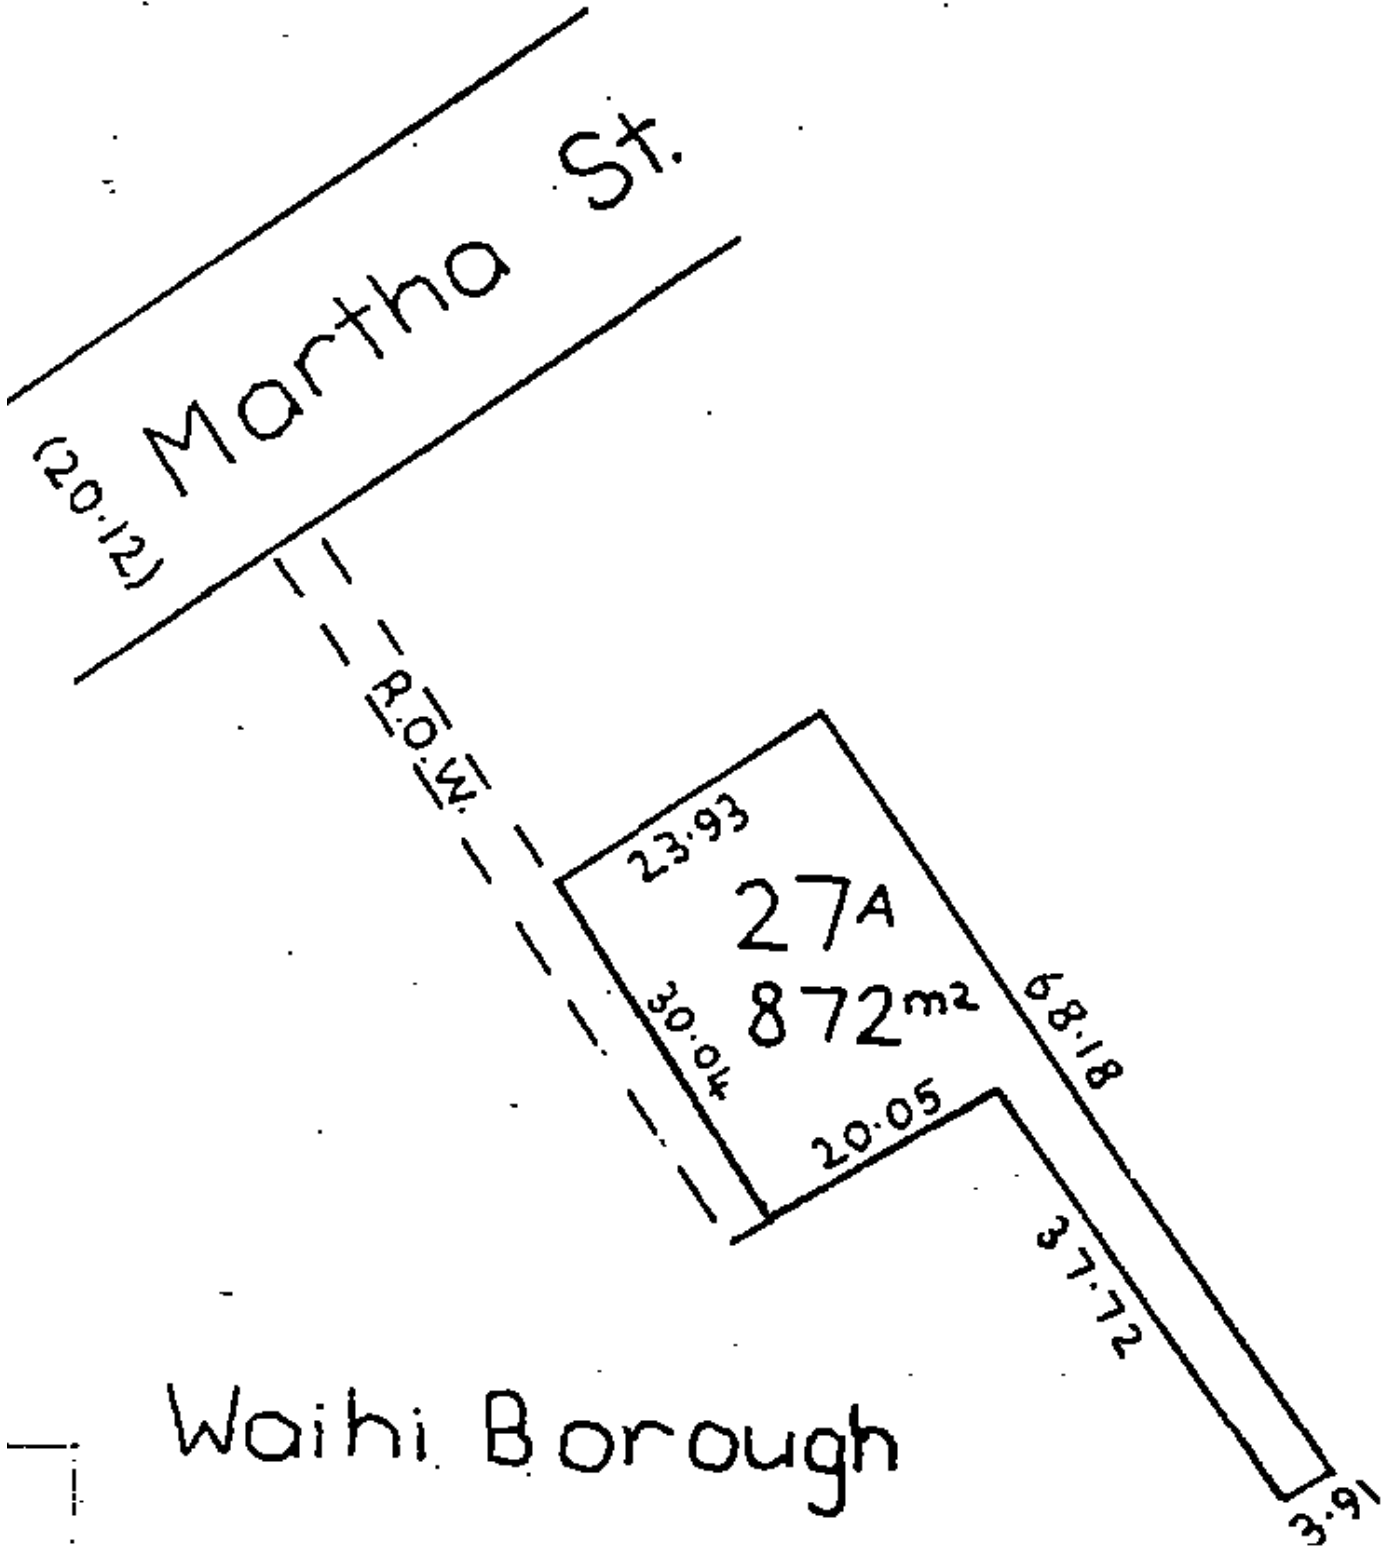 Martha St.
(20.12)
R.O.W.
23.93
27A
872m2
30.04
68.18
20.05
37.72
3.91
Waihi Borough